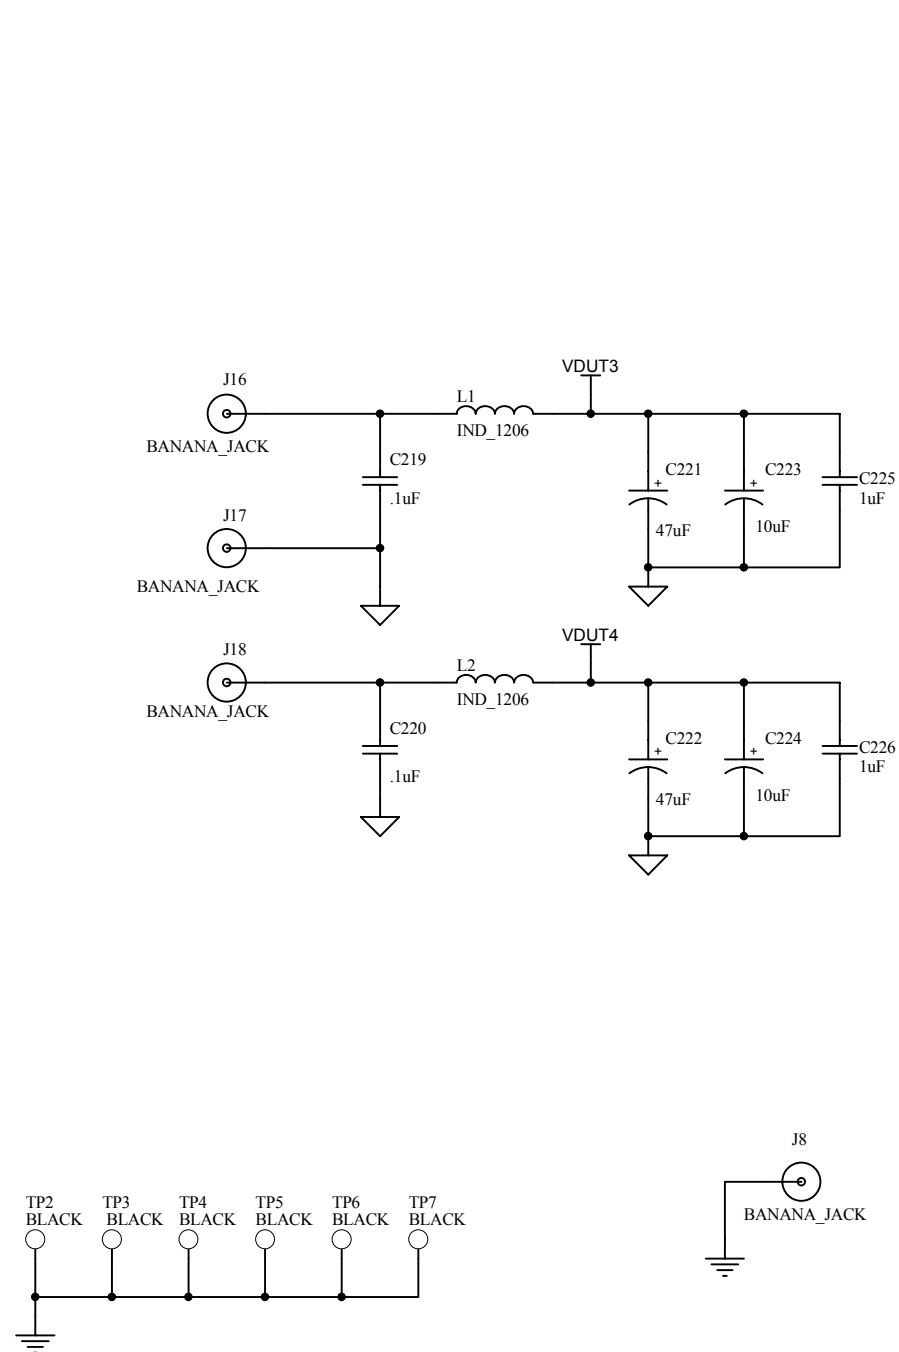 VDUT3
J16
L1
BANANA_JACK
IND_1206
C219
.1uF
C221
47uF
C223
10uF
C225
1uF
J17
BANANA_JACK
VDUT4
J18
L2
BANANA_JACK
IND_1206
C220
.1uF
C222
47uF
C224
10uF
C226
1uF
J8
BANANA_JACK
TP2
BLACK
TP3
BLACK
TP4
BLACK
TP5
BLACK
TP6
BLACK
TP7
BLACK